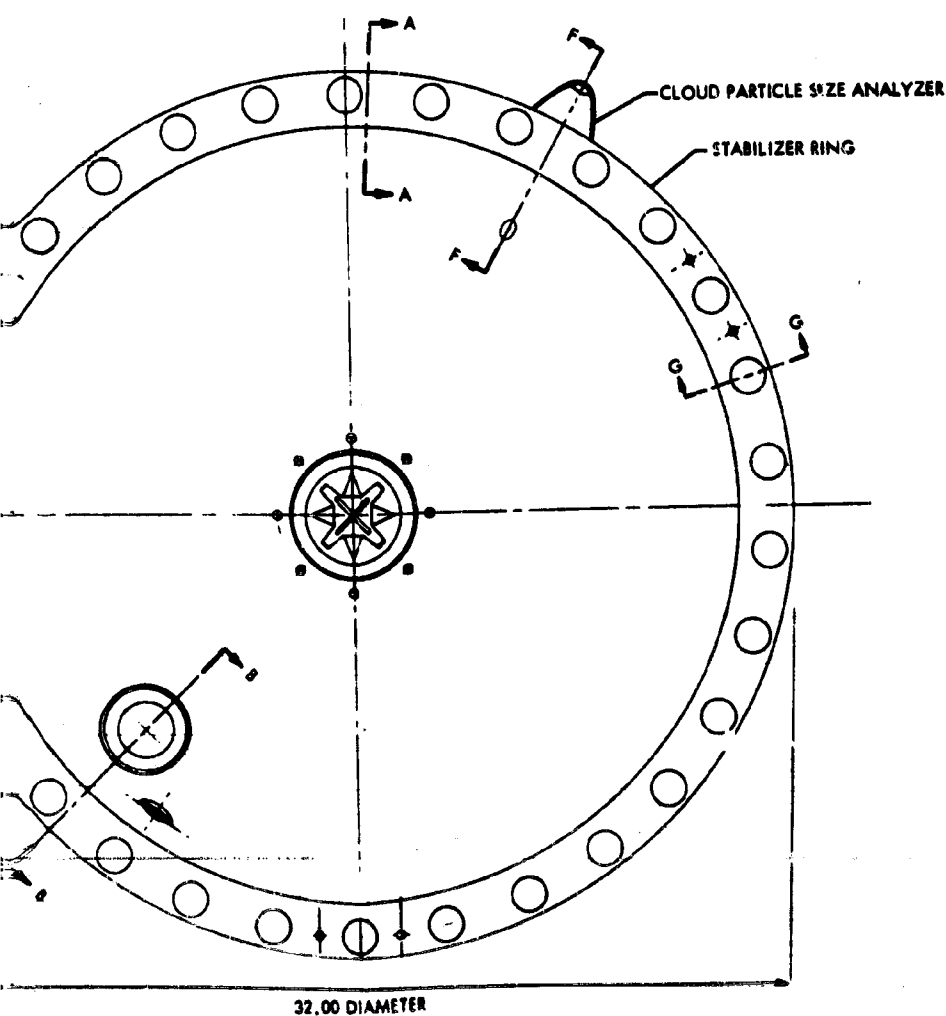 A
F
CLOUD PARTICLE SIZE ANALYZER
STABILIZER RING
A
F
G
G
B
B
32.00 DIAMETER